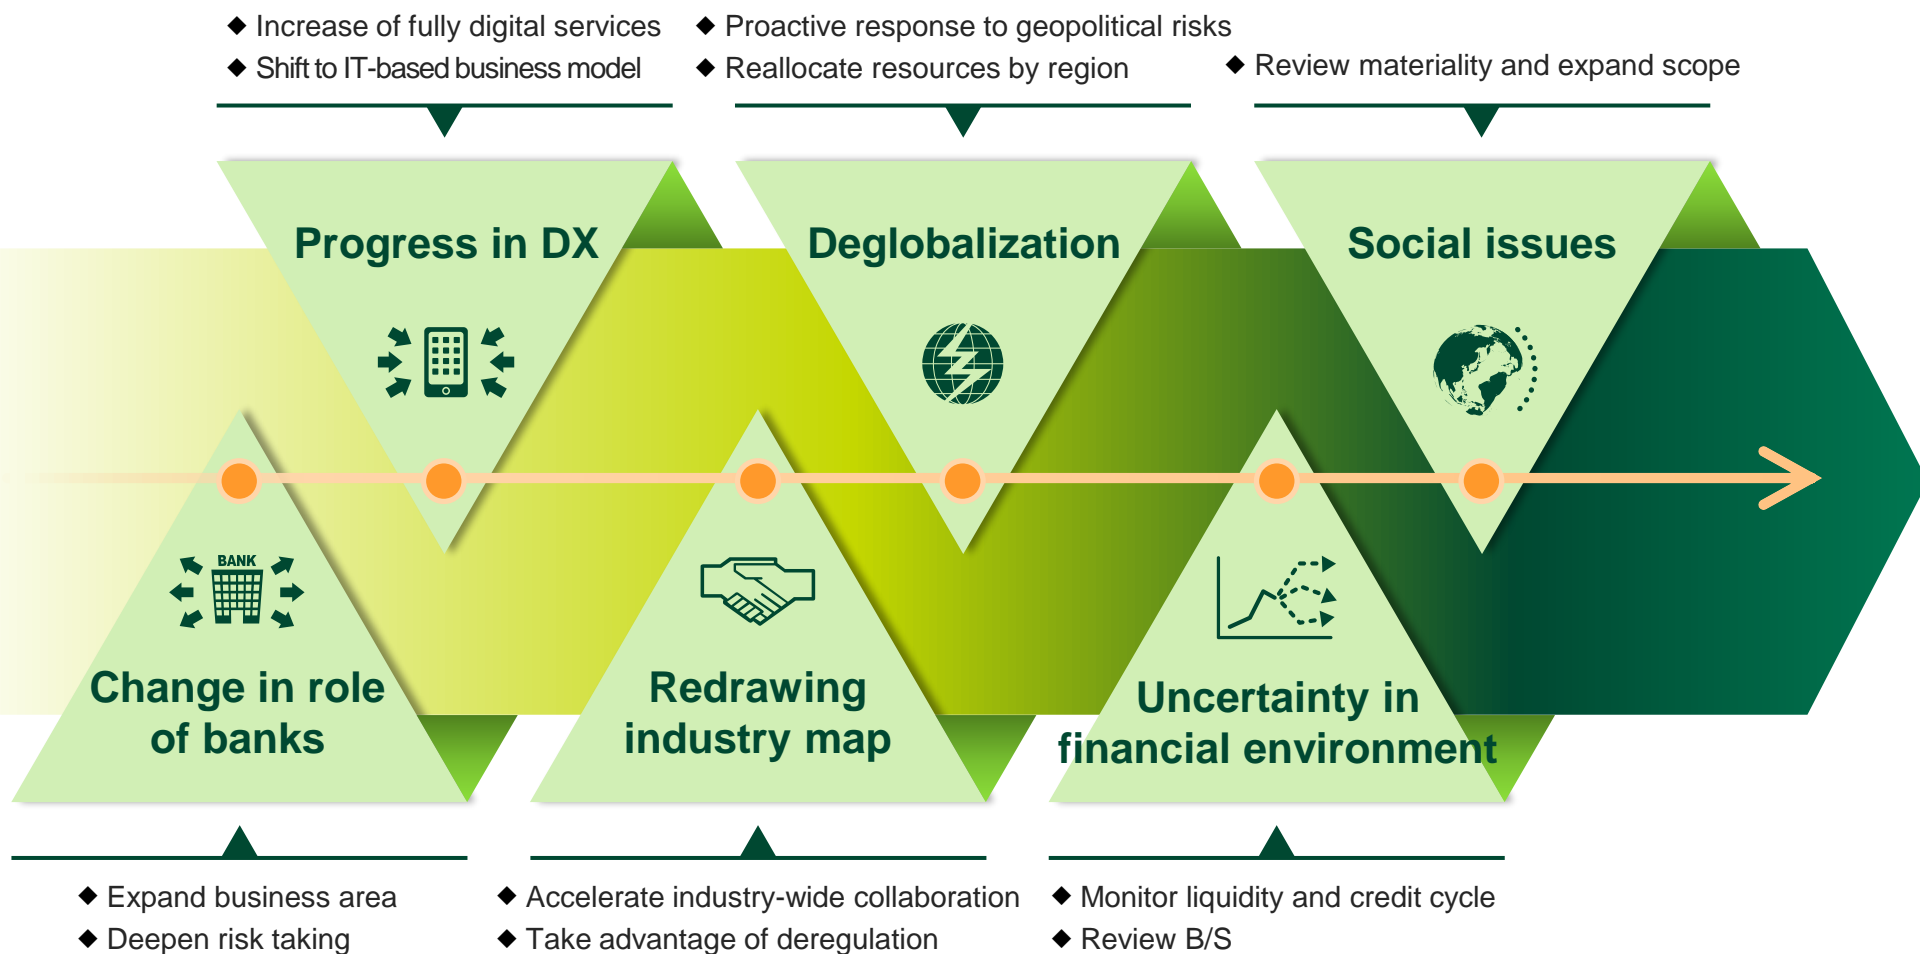 ◆ Increase of fully digital services
◆ Shift to IT-based business model
◆ Proactive response to geopolitical risks
◆ Reallocate resources by region
◆ Review materiality and expand scope
Progress in DX
Deglobalization
Social issues
BANK
Change in role
of banks
Redrawing
industry map
Uncertainty in
financial environment
◆ Expand business area
◆ Deepen risk taking
◆ Accelerate industry-wide collaboration
◆ Take advantage of deregulation
◆ Monitor liquidity and credit cycle
◆ Review B/S